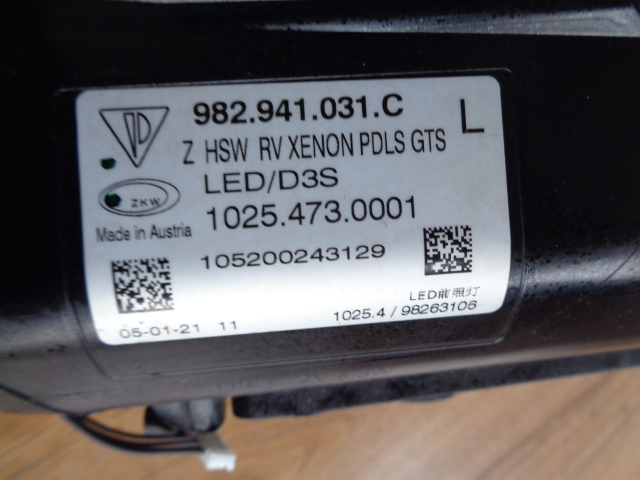 982.941.031.C L
Z HSW RV XENON PDLS GTS
LED/D3S
ZKW
1025.473.0001
Made in Austria
105200243129
LED前照灯
05-01-21 11
1025.4 / 98263106